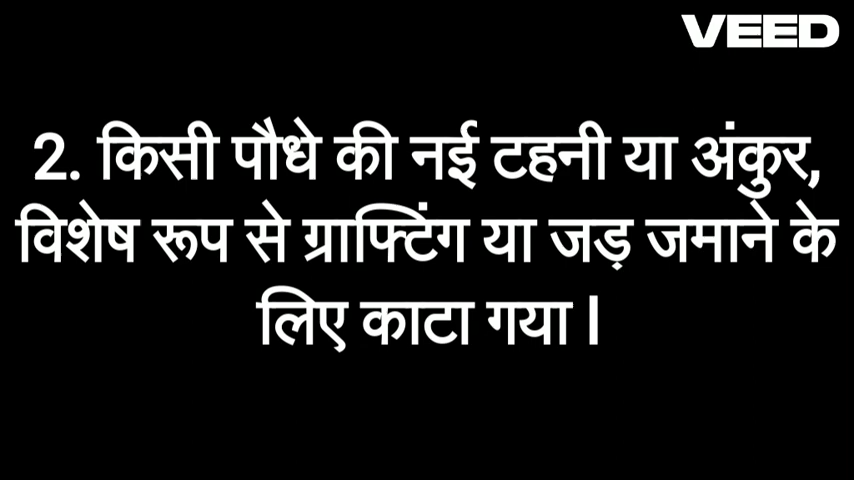 VEED
2. किसी पौधे की नई टहनी या अंकुर,
विशेष रूप से ग्राफ्टिंग या जड़ जमाने के
लिए काटा गया l